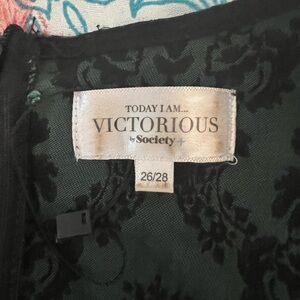 TODAY I AM...
VICTORIOUS
by Society+
26/28